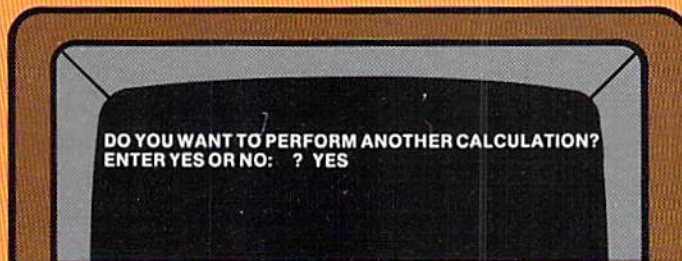 DO YOU WANT TO PERFORM ANOTHER CALCULATION?
ENTER YES OR NO: ? YES